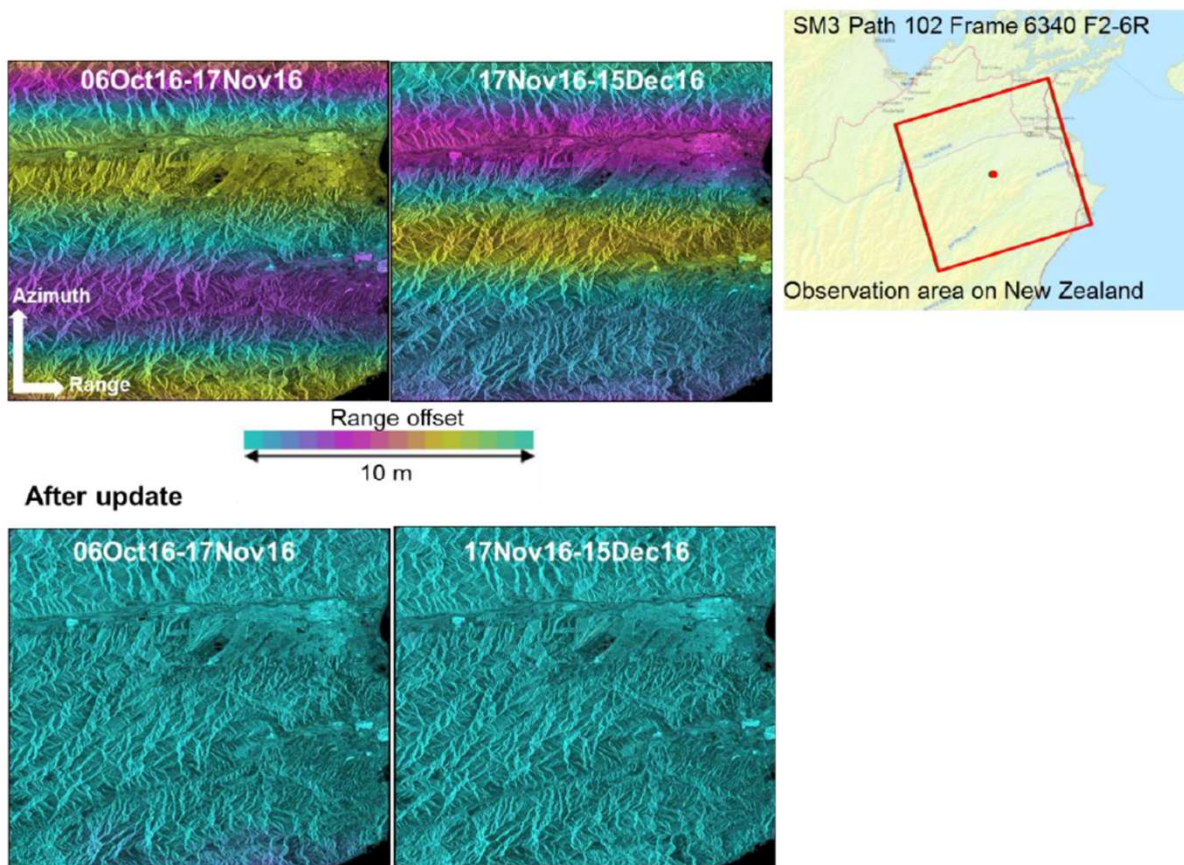 SM3 Path 102 Frame 6340 F2-6R
06Oct16-17Nov16
17Nov16-15Dec16
Observation area on New Zealand
Azimuth
Range
Range offset
10 m
After update
06Oct16-17Nov16
17Nov16-15Dec16